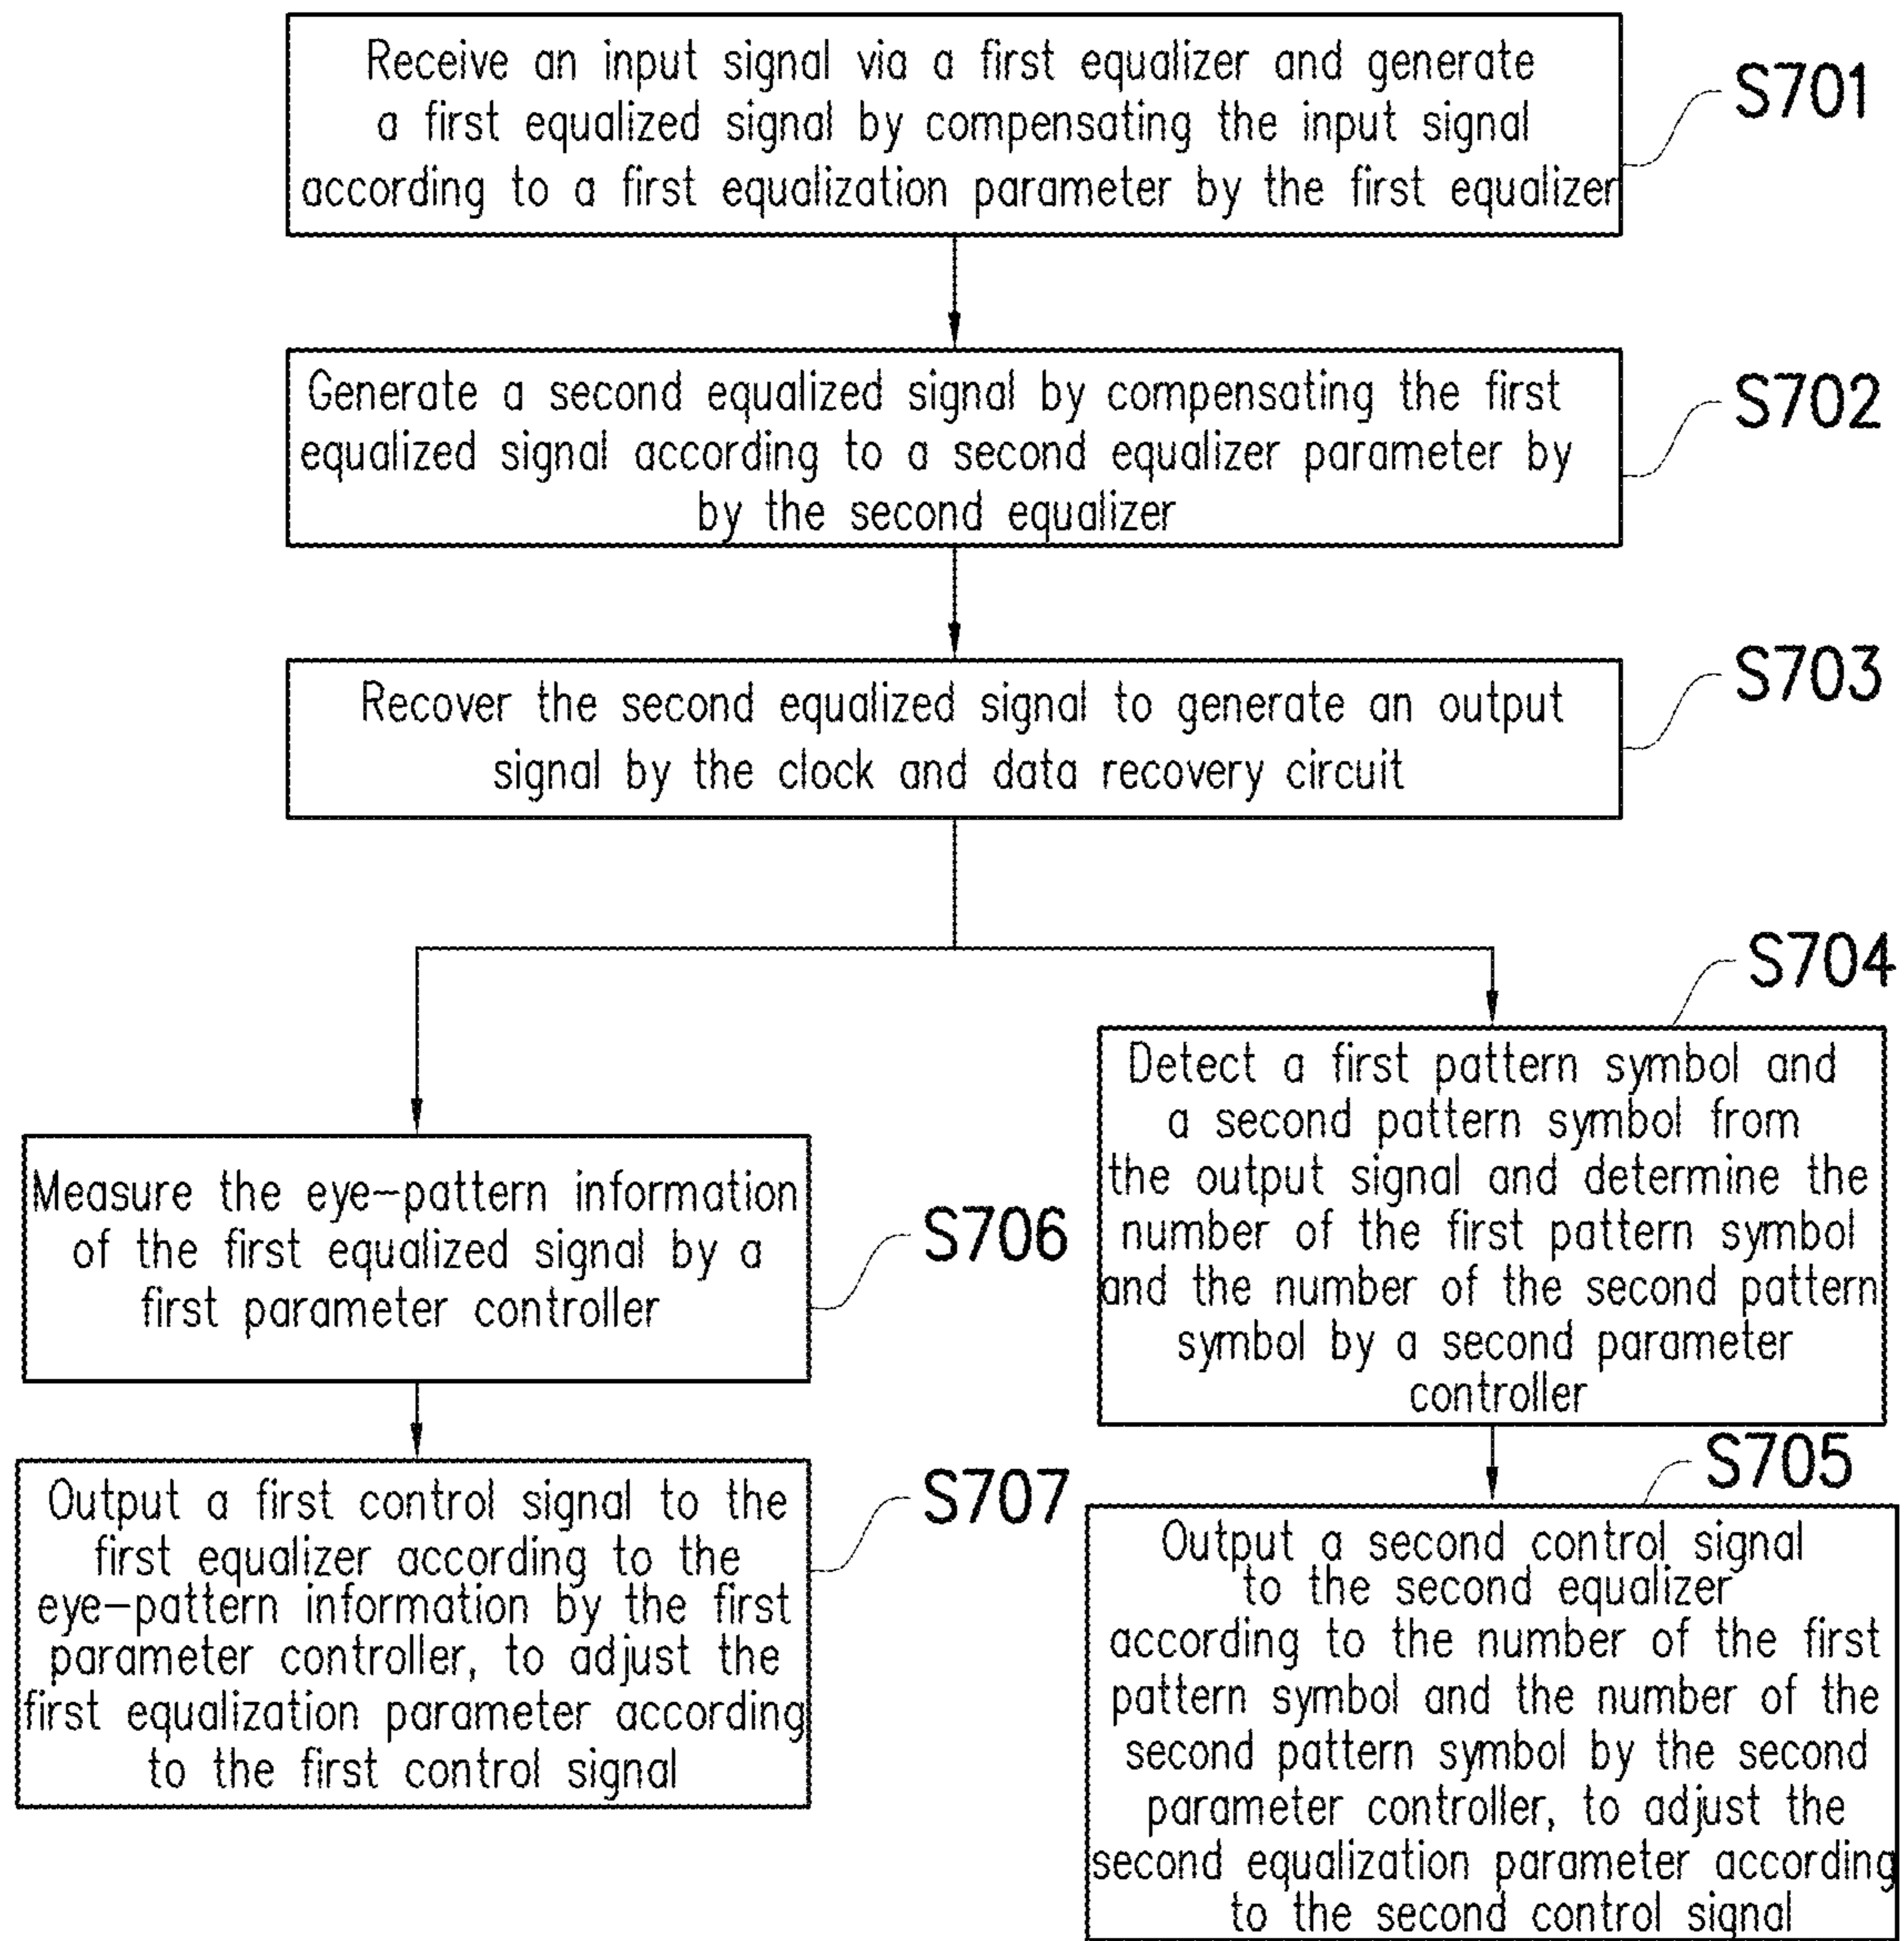 Receive an input signal via a first equalizer and generate
a first equalized signal by compensating the input signal
according to a first equalization parameter by the first equalizer
S701
Generate a second equalized signal by compensating the first
equalized signal according to a second equalizer parameter by
by the second equalizer
S702
Recover the second equalized signal to generate an output
signal by the clock and data recovery circuit
S703
S704
Detect a first pattern symbol and
a second pattern symbol from
the output signal and determine the
number of the first pattern symbol
and the number of the second pattern
symbol by a second parameter
controller
Measure the eye-pattern information
of the first equalized signal by a
first parameter controller
S706
S705
Output a second control signal
to the second equalizer
according to the number of the first
pattern symbol and the number of the
second pattern symbol by the second
parameter controller, to adjust the
second equalization parameter according
to the second control signal
Output a first control signal to the
first equalizer according to the
eye-pattern information by the first
parameter controller, to adjust the
first equalization parameter according
to the first control signal
S707